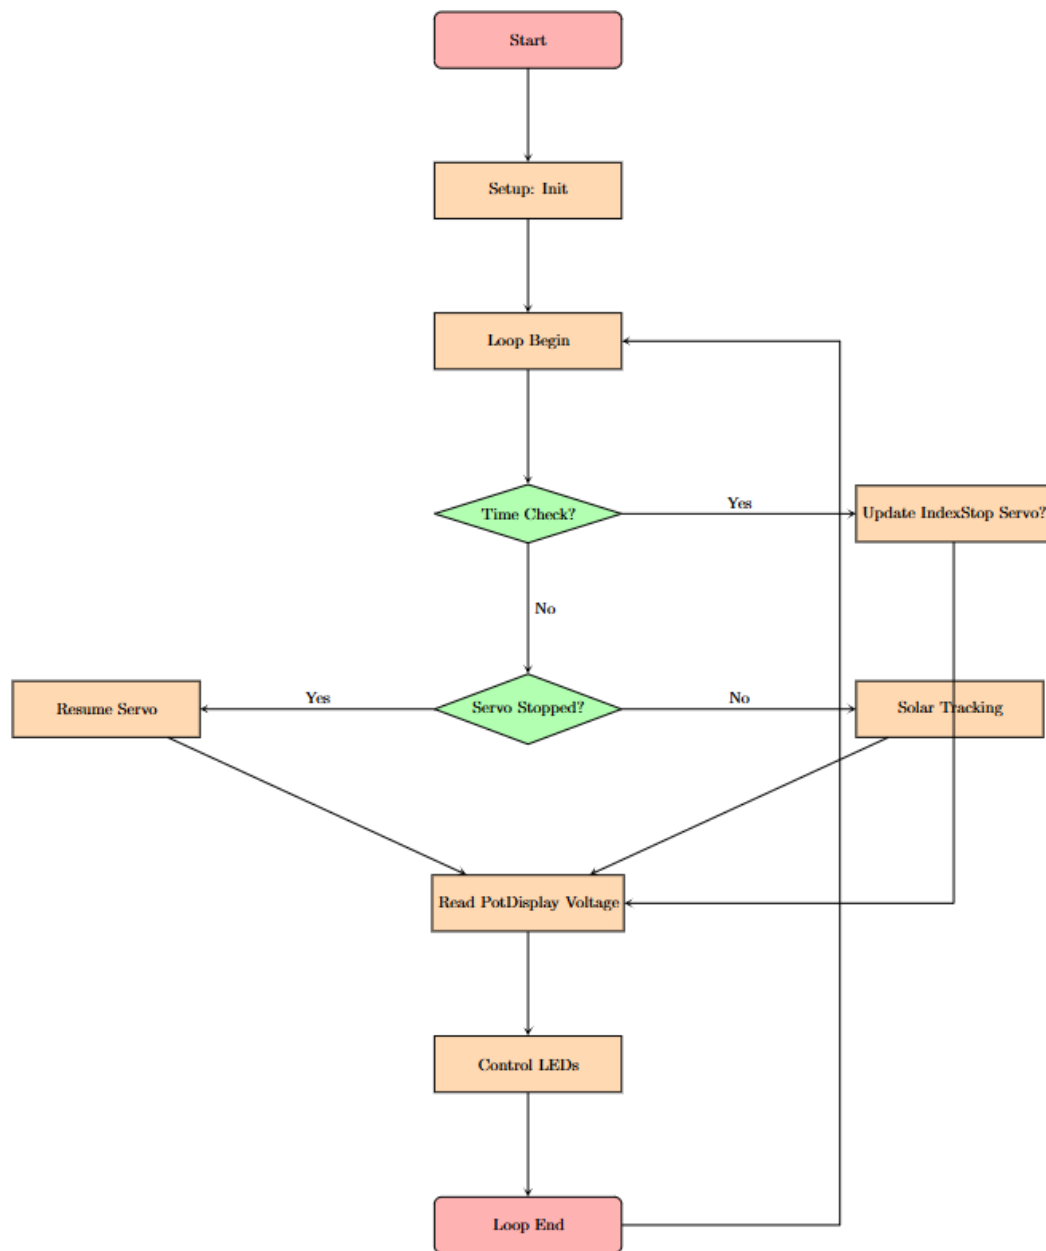 Start
Setup: Init
Loop Begin
Time Check?
Yes
Update IndexStop Servo?
No
Resume Servo
Yes
Servo Stopped?
No
Solar Tracking
Read PotDisplay Voltage
Control LEDs
Loop End